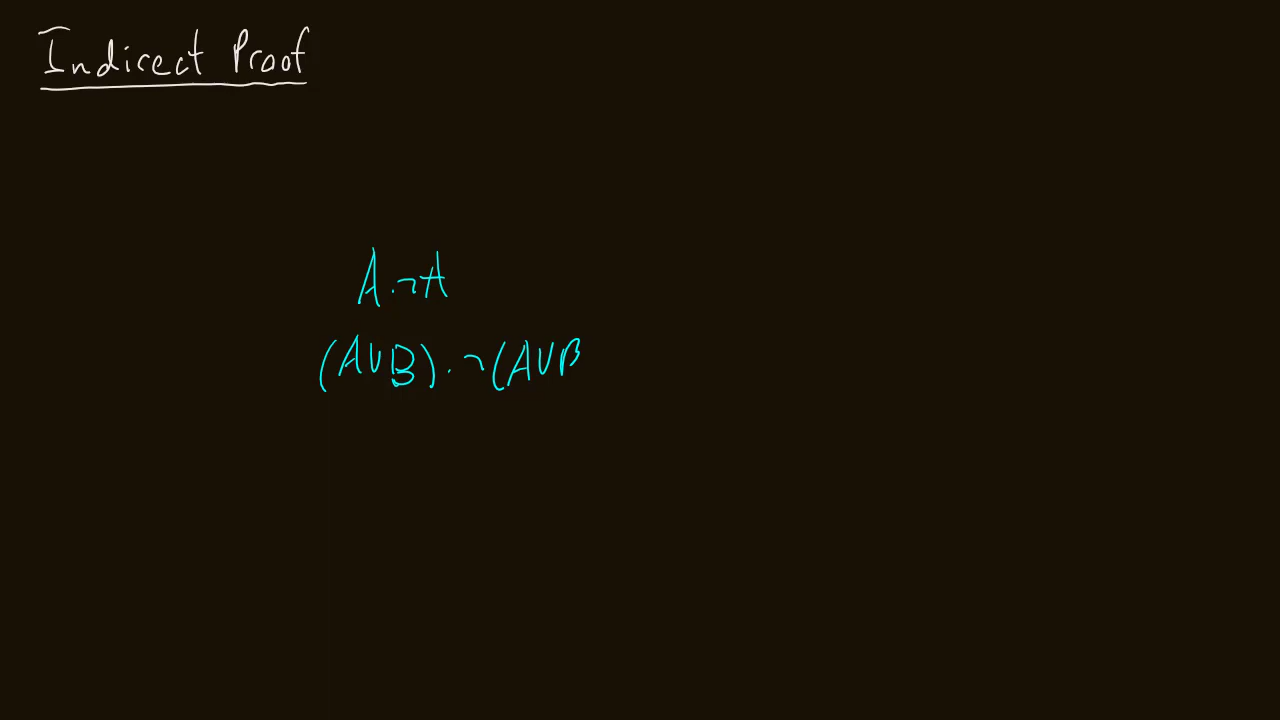 Indirect Proof
A · ¬A
(A ∨ B) · ¬(A ∨ B